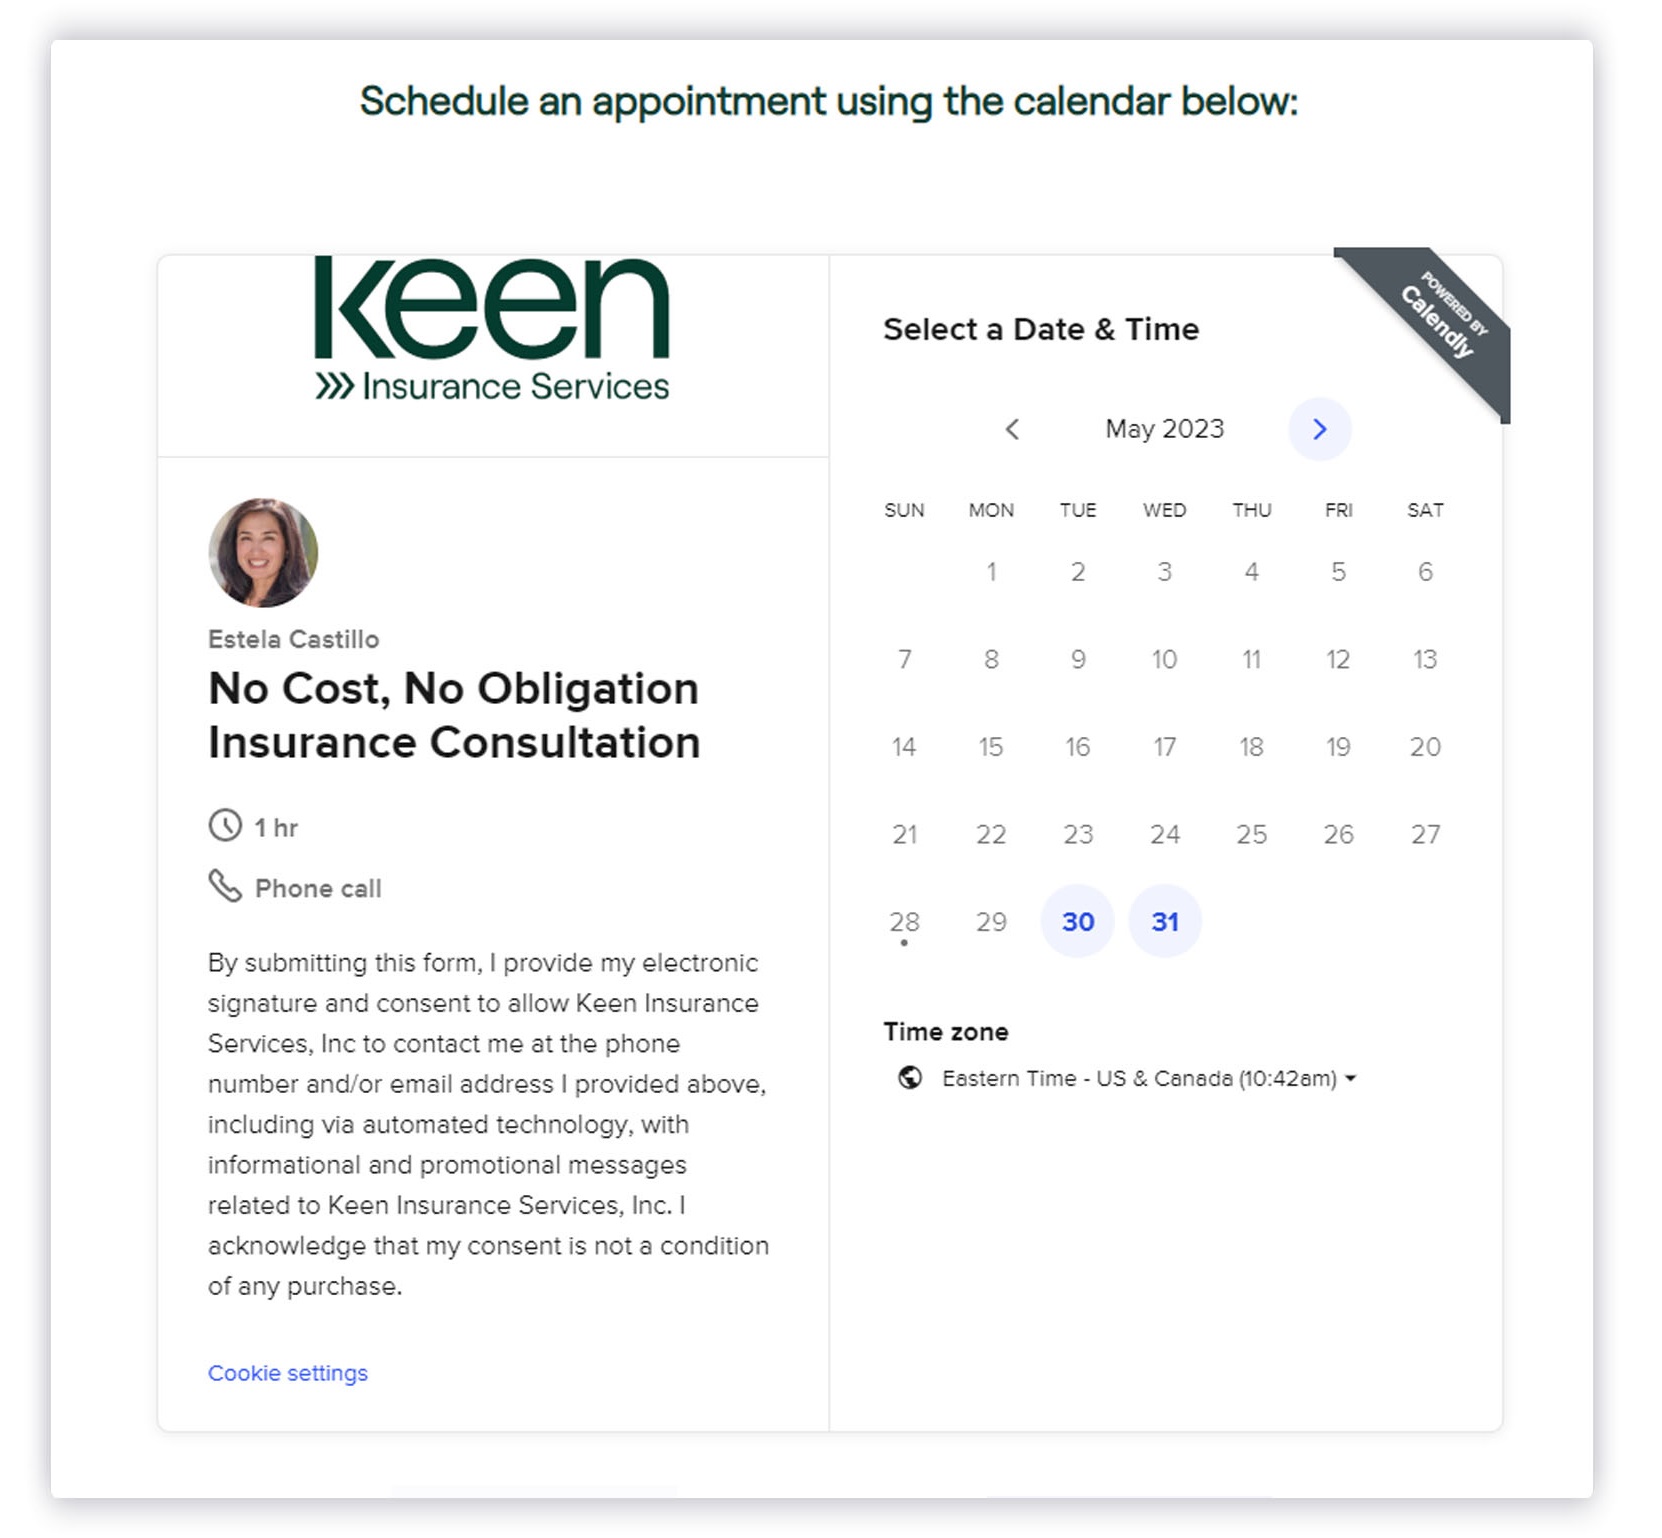 Schedule an appointment using the calendar below:
keen
Insurance Services
Estela Castillo
No Cost, No Obligation
Insurance Consultation
1 hr
Phone call
By submitting this form, I provide my electronic
signature and consent to allow Keen Insurance
Services, Inc to contact me at the phone
number and/or email address I provided above,
including via automated technology, with
informational and promotional messages
related to Keen Insurance Services, Inc. I
acknowledge that my consent is not a condition
of any purchase.
Cookie settings
POWERED BY
Calendly
Select a Date & Time
May 2023
SUN MON TUE WED THU FRI SAT
1 2 3 4 5 6
7 8 9 10 11 12 13
14 15 16 17 18 19 20
21 22 23 24 25 26 27
28 29 30 31
Time zone
Eastern Time - US & Canada (10:42am)